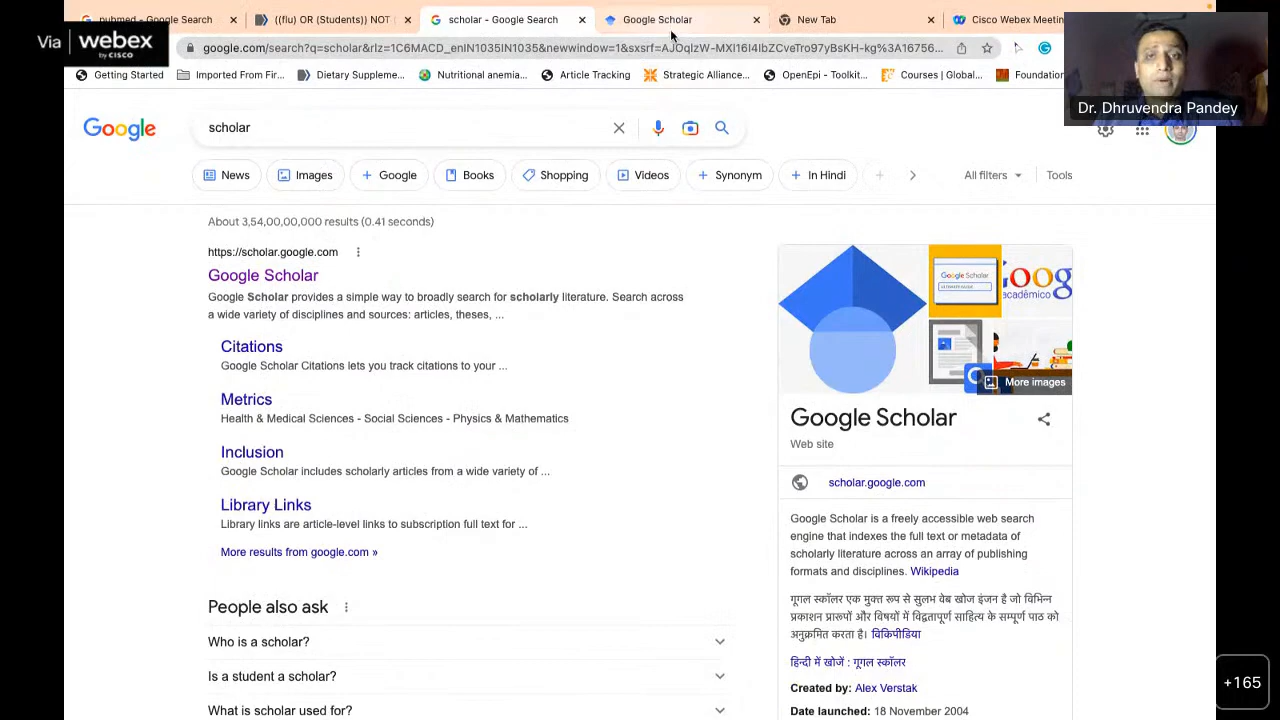 pubmed - Google Search
((flu) OR (Students)) NOT
scholar - Google Search
Google Scholar
New Tab
Cisco Webex Meetin
Via webex
by CISCO
google.com/search?q=scholar&rlz=1C6MACD_enIN1035IN1035&newwindow=1&sxsrf=
Getting Started
Imported From Firef...
Dietary Suppleme...
Nutritional anemia...
Article Tracking
Strategic Alliance...
OpenEpi - Toolkit...
Courses | Global...
Foundation
Dr. Dhruvendra Pandey
Google
scholar
News
Images
+ Google
Books
Shopping
Videos
+ Synonym
+ In Hindi
All filters
Tools
About 3,54,00,00,000 results (0.41 seconds)
https://scholar.google.com
Google Scholar
Google Scholar provides a simple way to broadly search for scholarly literature. Search across
a wide variety of disciplines and sources: articles, theses, ...
Citations
Google Scholar Citations lets you track citations to your ...
Metrics
Health & Medical Sciences - Social Sciences - Physics & Mathematics
Inclusion
Google Scholar includes scholarly articles from a wide variety of ...
Library Links
Library links are article-level links to subscription full text for ...
More results from google.com »
People also ask
Who is a scholar?
Is a student a scholar?
What is scholar used for?
Google Scholar
acadêmico
More images
Google Scholar
Web site
scholar.google.com
Google Scholar is a freely accessible web search
engine that indexes the full text or metadata of
scholarly literature across an array of publishing
formats and disciplines. Wikipedia
गूगल स्कॉलर एक मुक्त रूप से सुलभ वेब खोज इंजन है जो विभिन्न
प्रकाशन प्रारूपों और विषयों में विद्वतापूर्ण साहित्य के सम्पूर्ण पाठ को
अनुक्रमित करता है। विकिपीडिया
हिन्दी में खोजें : गूगल स्कॉलर
Created by: Alex Verstak
Date launched: 18 November 2004
+165